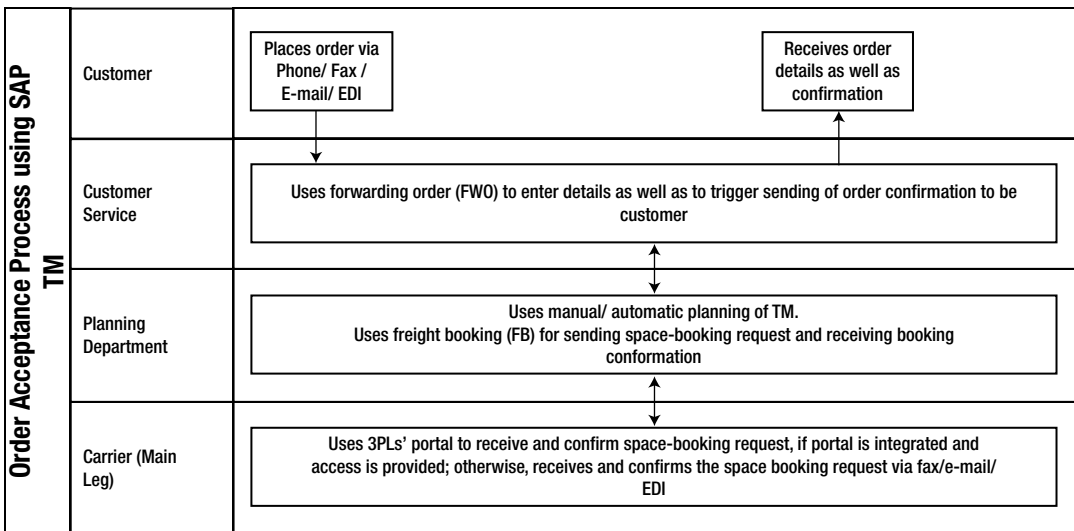 Order Acceptance Process using SAP
TM
Customer
Places order via
Phone/ Fax /
E-mail/ EDI
Receives order
details as well as
confirmation
Customer
Service
Uses forwarding order (FWO) to enter details as well as to trigger sending of order confirmation to be
customer
Planning
Department
Uses manual/ automatic planning of TM.
Uses freight booking (FB) for sending space-booking request and receiving booking
conformation
Carrier (Main
Leg)
Uses 3PLs’ portal to receive and confirm space-booking request, if portal is integrated and
access is provided; otherwise, receives and confirms the space booking request via fax/e-mail/
EDI